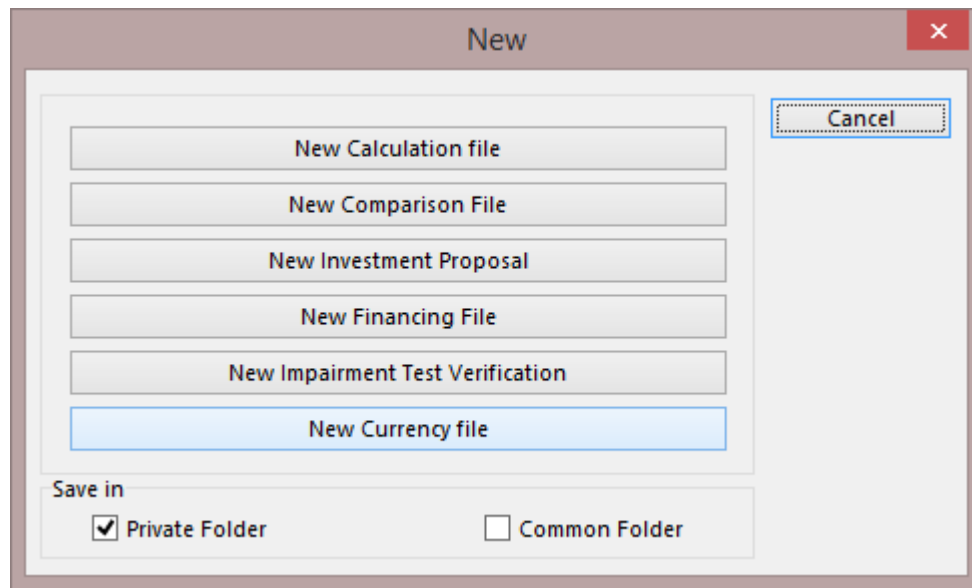 New
Cancel
New Calculation file
New Comparison File
New Investment Proposal
New Financing File
New Impairment Test Verification
New Currency file
Save in
Private Folder
Common Folder